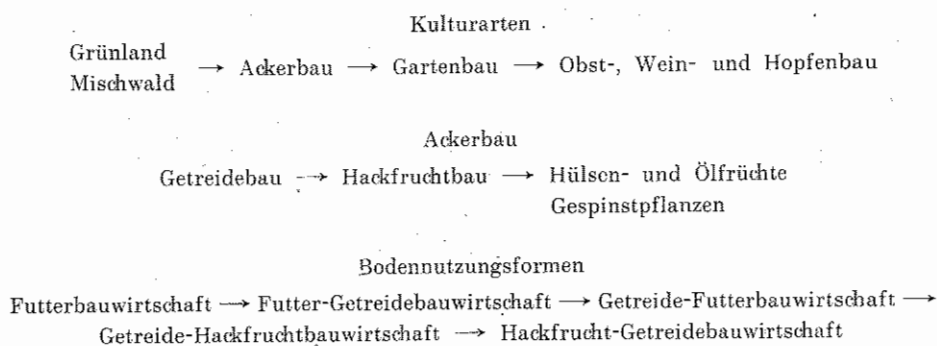 Kulturarten
Grünland
Mischwald → Ackerbau → Gartenbau → Obst-, Wein- und Hopfenbau
Ackerbau
Getreidebau → Hackfruchtbau → Hülsen- und Ölfrüchte
Gespinstpflanzen
Bodennutzungsformen
Futterbauwirtschaft → Futter-Getreidebauwirtschaft → Getreide-Futterbauwirtschaft →
Getreide-Hackfruchtbauwirtschaft → Hackfrucht-Getreidebauwirtschaft